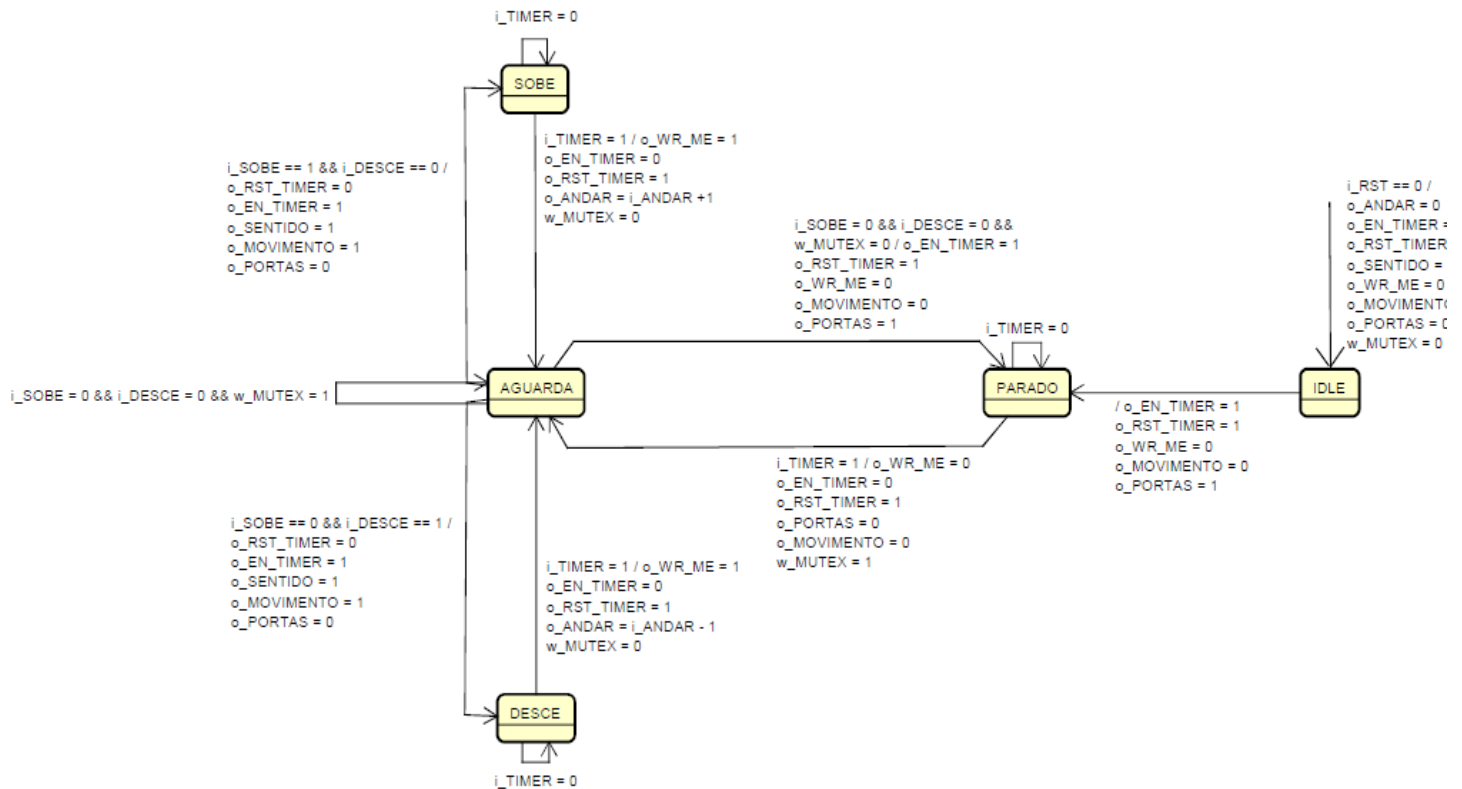 i_TIMER = 0
SOBE
i_TIMER = 1 / o_WR_ME = 1
o_EN_TIMER = 0
o_RST_TIMER = 1
o_ANDAR = i_ANDAR +1
w_MUTEX = 0
i_SOBE == 1 && i_DESCE == 0 /
o_RST_TIMER = 0
o_EN_TIMER = 1
o_SENTIDO = 1
o_MOVIMENTO = 1
o_PORTAS = 0
i_SOBE = 0 && i_DESCE = 0 &&
w_MUTEX = 0 / o_EN_TIMER = 1
o_RST_TIMER = 1
o_WR_ME = 0
o_MOVIMENTO = 0
o_PORTAS = 1
i_TIMER = 0
i_RST == 0 /
o_ANDAR = 0
o_EN_TIMER =
o_RST_TIMER
o_SENTIDO =
o_WR_ME = 0
o_MOVIMENTO
o_PORTAS = 0
w_MUTEX = 0
i_SOBE = 0 && i_DESCE = 0 && w_MUTEX = 1
AGUARDA
PARADO
IDLE
/ o_EN_TIMER = 1
o_RST_TIMER = 1
o_WR_ME = 0
o_MOVIMENTO = 0
o_PORTAS = 1
i_TIMER = 1 / o_WR_ME = 0
o_EN_TIMER = 0
o_RST_TIMER = 1
o_PORTAS = 0
o_MOVIMENTO = 0
w_MUTEX = 1
i_SOBE == 0 && i_DESCE == 1 /
o_RST_TIMER = 0
o_EN_TIMER = 1
o_SENTIDO = 1
o_MOVIMENTO = 1
o_PORTAS = 0
i_TIMER = 1 / o_WR_ME = 1
o_EN_TIMER = 0
o_RST_TIMER = 1
o_ANDAR = i_ANDAR - 1
w_MUTEX = 0
DESCE
i_TIMER = 0